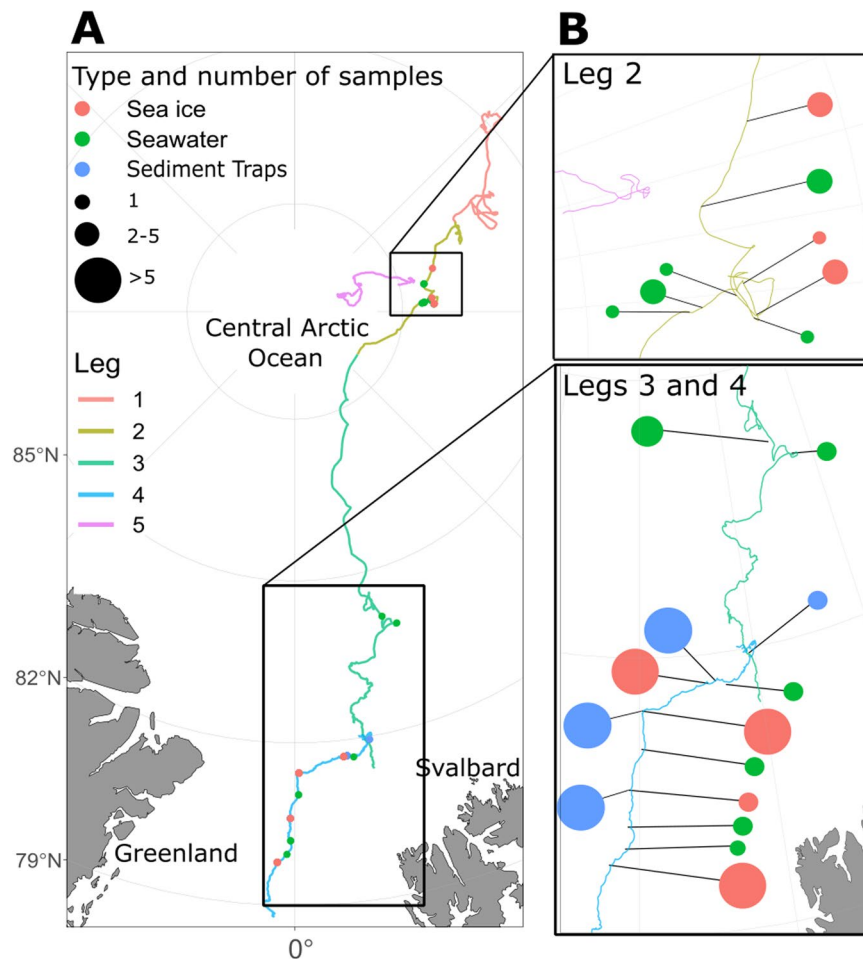 A
Type and number of samples
Sea ice
Seawater
Sediment Traps
1
2-5
>5
Central Arctic
Ocean
Leg
1
2
3
4
5
85°N
82°N
79°N
Greenland
Svalbard
0°
B
Leg 2
Legs 3 and 4